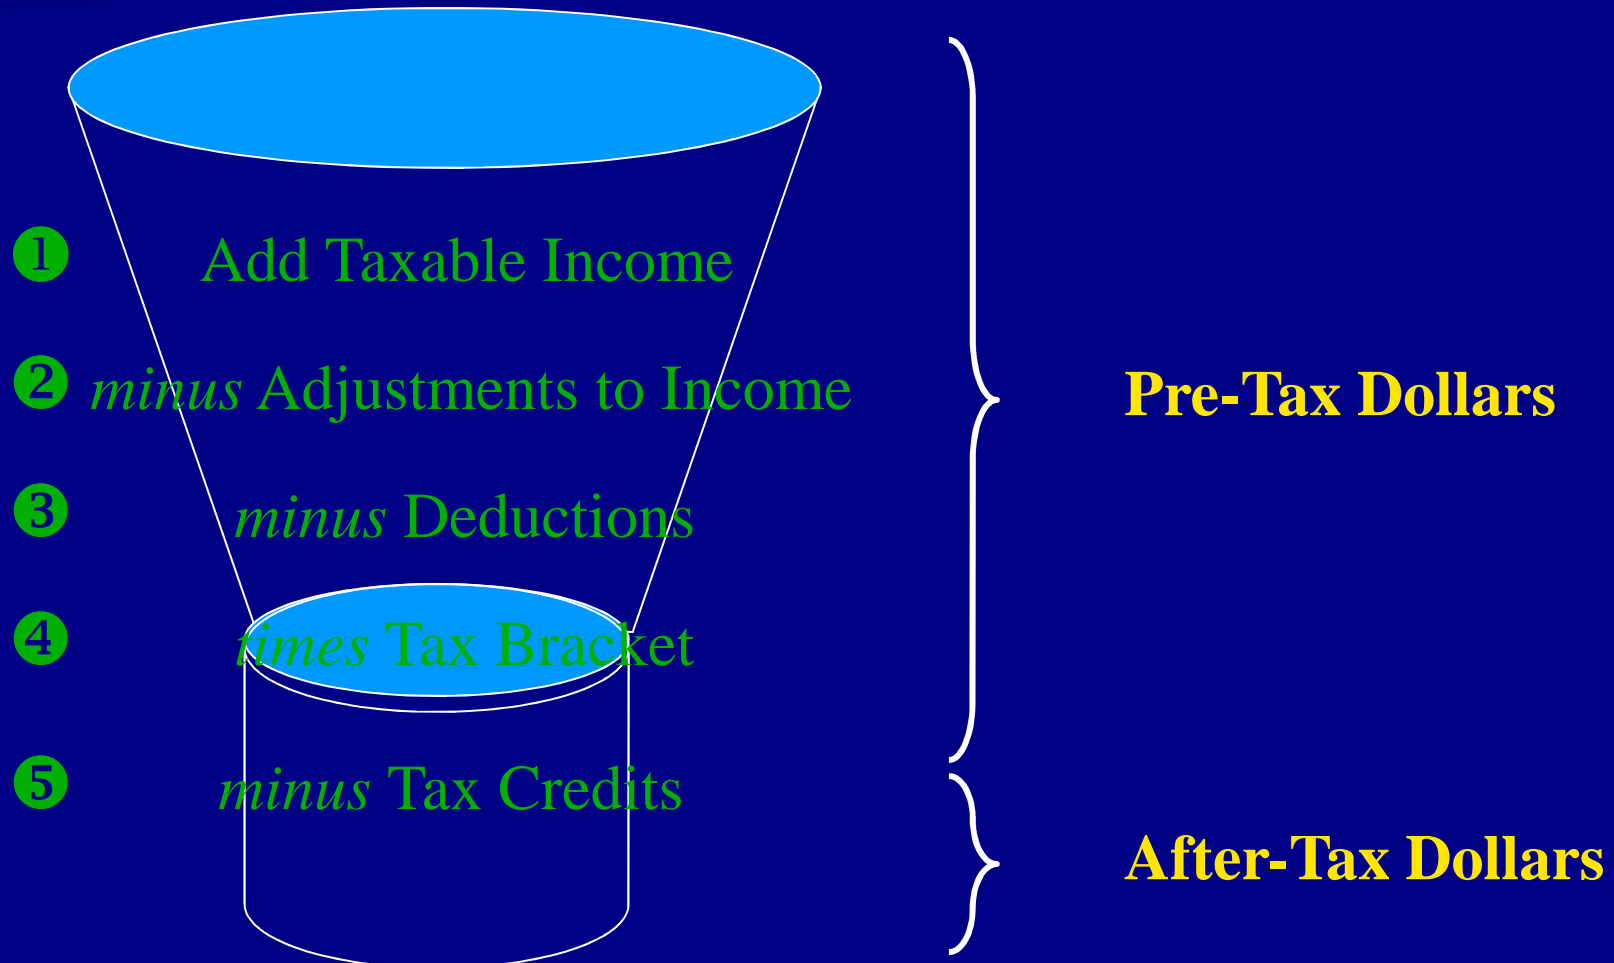 ❶ Add Taxable Income
❷ minus Adjustments to Income
Pre-Tax Dollars
❸ minus Deductions
❹ times Tax Bracket
❺ minus Tax Credits
After-Tax Dollars